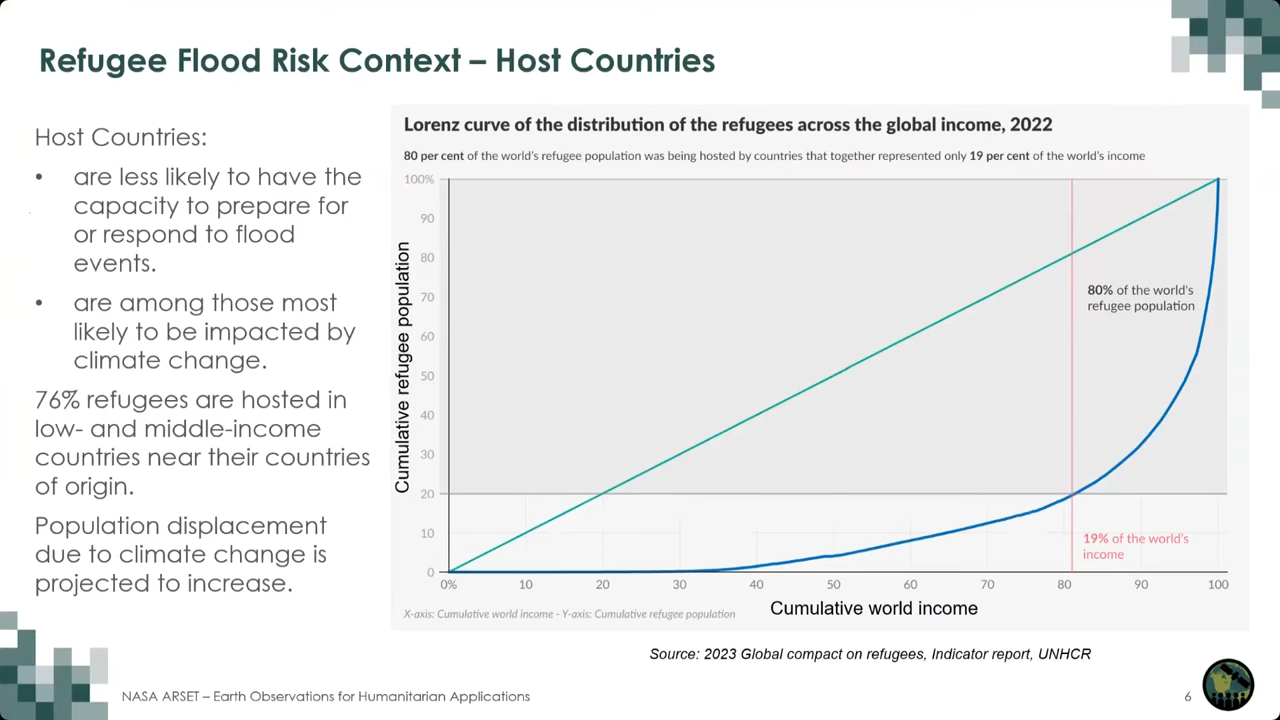 Refugee Flood Risk Context – Host Countries
Host Countries:
• are less likely to have the
capacity to prepare for
or respond to flood
events.
• are among those most
likely to be impacted by
climate change.
76% refugees are hosted in
low- and middle-income
countries near their countries
of origin.
Population displacement
due to climate change is
projected to increase.
Lorenz curve of the distribution of the refugees across the global income, 2022
80 per cent of the world's refugee population was being hosted by countries that together represented only 19 per cent of the world's income
Cumulative refugee population
100%
90
80
70
60
50
40
30
20
10
0
80% of the world's
refugee population
19% of the world's
income
0% 10 20 30 40 50 60 70 80 90 100
X-axis: Cumulative world income - Y-axis: Cumulative refugee population
Cumulative world income
Source: 2023 Global compact on refugees, Indicator report, UNHCR
NASA ARSET – Earth Observations for Humanitarian Applications
6